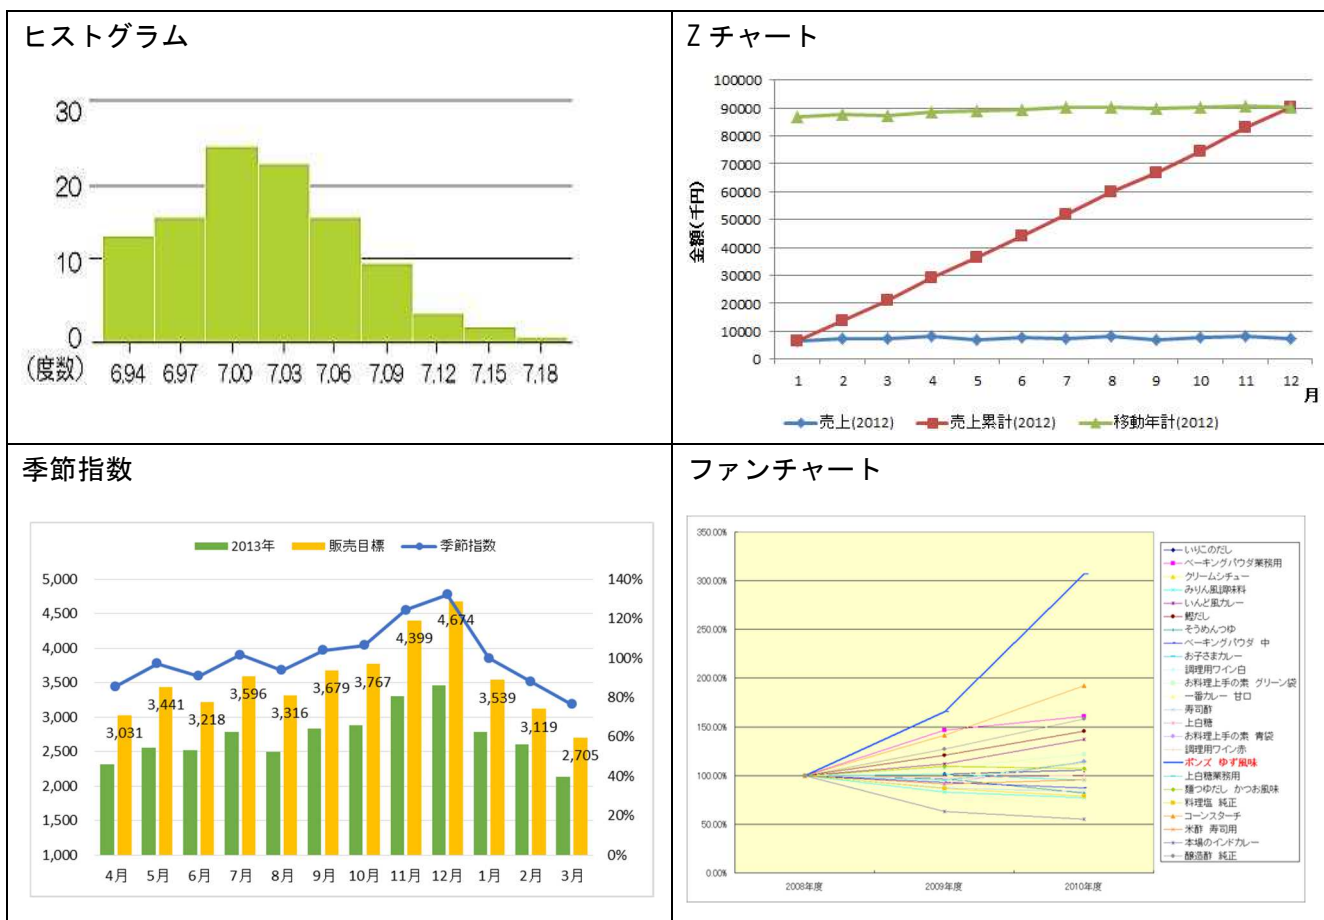 ヒストグラム
30
20
10
0
(度数) 6.94 6.97 7.00 7.03 7.06 7.09 7.12 7.15 7.18
Z チャート
100000
90000
80000
70000
60000
50000
40000
30000
20000
10000
0
金額(千円)
1 2 3 4 5 6 7 8 9 10 11 12
月
売上(2012) 売上累計(2012) 移動年計(2012)
季節指数
2013年 販売目標 季節指数
5,000
4,500
4,000
3,500
3,000
2,500
2,000
1,500
1,000
140%
120%
100%
80%
60%
40%
20%
0%
3,031 3,441 3,218 3,596 3,316 3,679 3,767 4,399 4,674 3,539 3,119 2,705
4月 5月 6月 7月 8月 9月 10月 11月 12月 1月 2月 3月
ファンチャート
350.00%
300.00%
250.00%
200.00%
150.00%
100.00%
50.00%
0.00%
2008年度 2009年度 2010年度
いりこのだし
ベーキングパウダ業務用
クリームシチュー
みりん風調味料
いんど風カレー
鰹だし
そうめんつゆ
ベーキングパウダ 中
お子さまカレー
調理用ワイン白
お料理上手の素 グリーン袋
一番カレー 甘口
寿司酢
上白糖
お料理上手の素 青袋
調理用ワイン赤
ポンズ ゆず風味
上白糖業務用
麺つゆだし かつお風味
料理塩 純正
コーンスターチ
米酢 寿司用
本場のインドカレー
醸造酢 純正